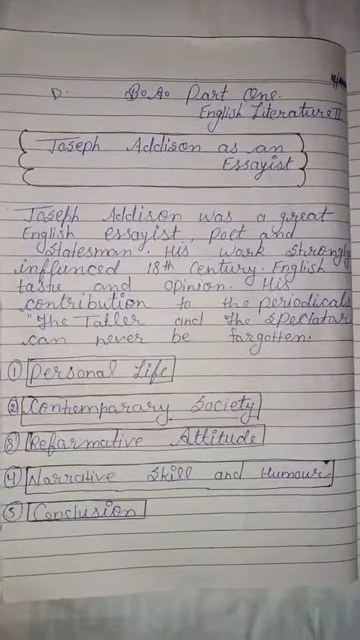 D. B.A. Part One.
English Literature II
Joseph Addison as an
Essayist
Joseph Addison was a great
English essayist, Poet and
Statesman. His work strongly
influnced 18th century. English
taste and opinion. His
contribution to the periodicals
"The Tatler and The Spectator
can never be forgotten.
① Personal Life
② Contemparary Society
③ Reformative Attitude
④ Narrative Skill and Humour
⑤ Conclusion